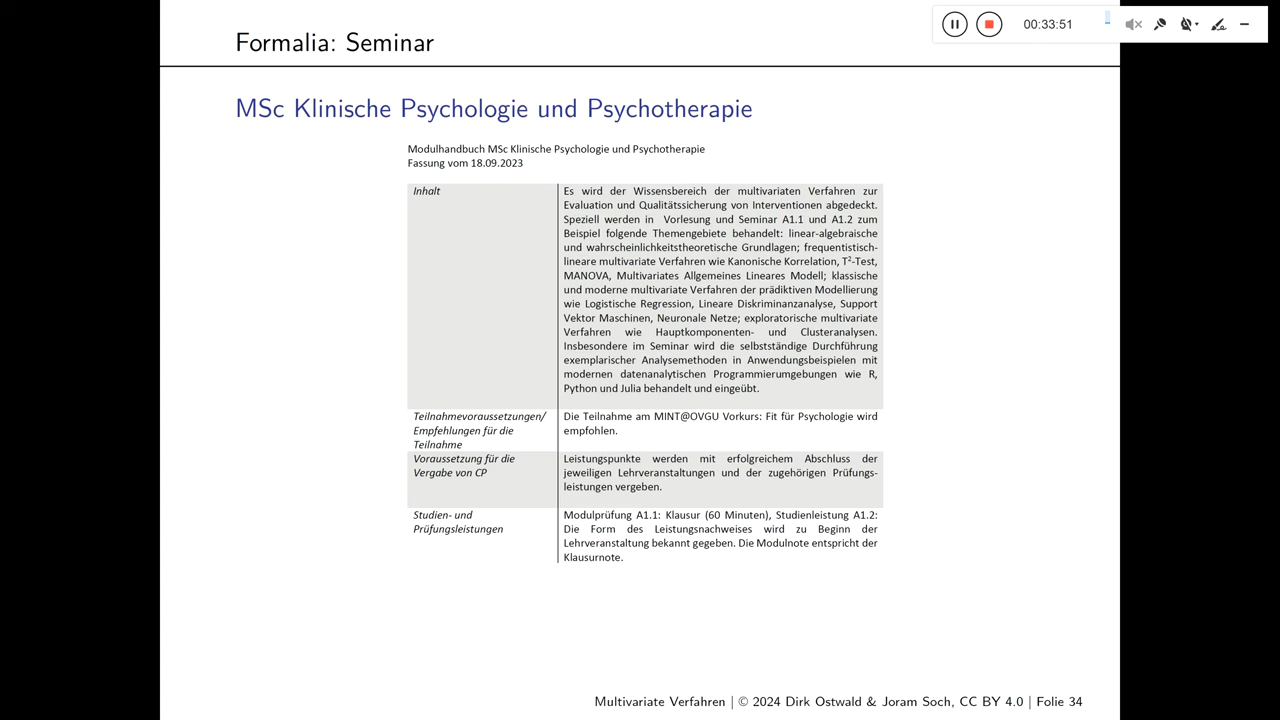 00:33:51
Formalia: Seminar
MSc Klinische Psychologie und Psychotherapie
Modulhandbuch MSc Klinische Psychologie und Psychotherapie
Fassung vom 18.09.2023
Inhalt
Es wird der Wissensbereich der multivariaten Verfahren zur
Evaluation und Qualitätssicherung von Interventionen abgedeckt.
Speziell werden in Vorlesung und Seminar A1.1 und A1.2 zum
Beispiel folgende Themengebiete behandelt: linear-algebraische
und wahrscheinlichkeitstheoretische Grundlagen; frequentistisch-
lineare multivariate Verfahren wie Kanonische Korrelation, T²-Test,
MANOVA, Multivariates Allgemeines Lineares Modell; klassische
und moderne multivariate Verfahren der prädiktiven Modellierung
wie Logistische Regression, Lineare Diskriminanzanalyse, Support
Vektor Maschinen, Neuronale Netze; exploratorische multivariate
Verfahren wie Hauptkomponenten- und Clusteranalysen.
Insbesondere im Seminar wird die selbstständige Durchführung
exemplarischer Analysemethoden in Anwendungsbeispielen mit
modernen datenanalytischen Programmierumgebungen wie R,
Python und Julia behandelt und eingeübt.
Teilnahmevoraussetzungen/
Empfehlungen für die
Teilnahme
Die Teilnahme am MINT@OVGU Vorkurs: Fit für Psychologie wird
empfohlen.
Voraussetzung für die
Vergabe von CP
Leistungspunkte werden mit erfolgreichem Abschluss der
jeweiligen Lehrveranstaltungen und der zugehörigen Prüfungs-
leistungen vergeben.
Studien- und
Prüfungsleistungen
Modulprüfung A1.1: Klausur (60 Minuten), Studienleistung A1.2:
Die Form des Leistungsnachweises wird zu Beginn der
Lehrveranstaltung bekannt gegeben. Die Modulnote entspricht der
Klausurnote.
Multivariate Verfahren | © 2024 Dirk Ostwald & Joram Soch, CC BY 4.0 | Folie 34